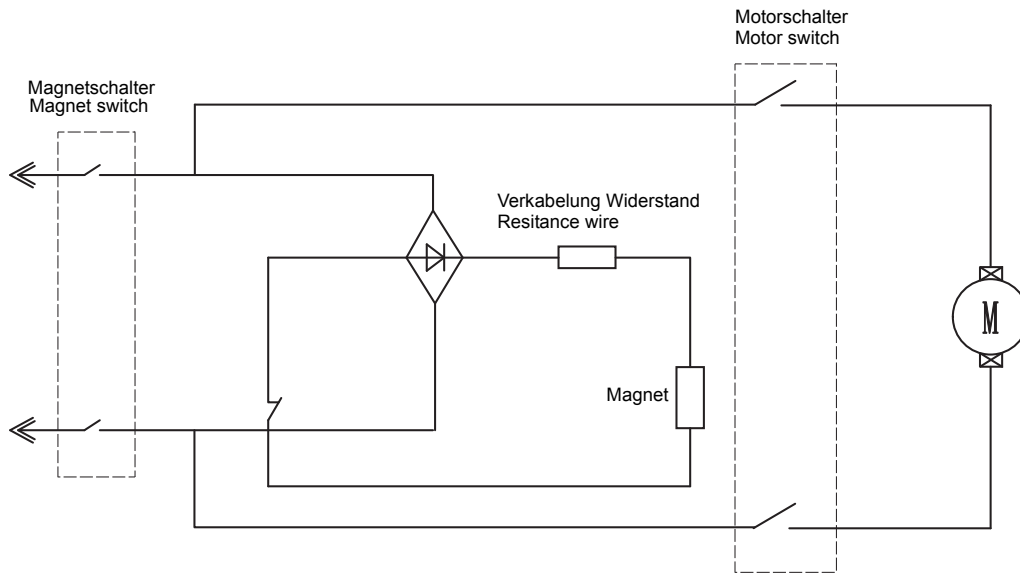 Motorschalter
Motor switch
Magnetschalter
Magnet switch
Verkabelung Widerstand
Resitance wire
M
Magnet